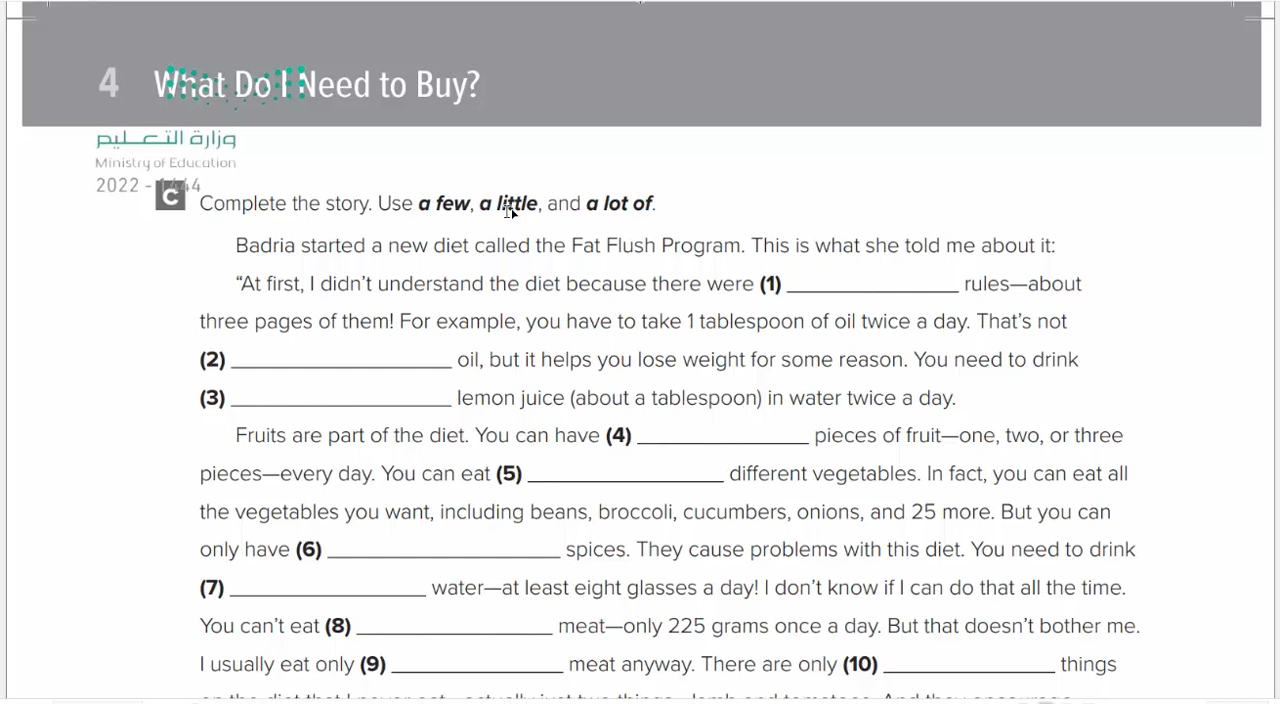 4 What Do I Need to Buy?
وزارة التعليم
Ministry of Education
2022 - 1444
C Complete the story. Use a few, a little, and a lot of.
Badria started a new diet called the Fat Flush Program. This is what she told me about it:
“At first, I didn’t understand the diet because there were (1) ________________ rules—about
three pages of them! For example, you have to take 1 tablespoon of oil twice a day. That’s not
(2) ____________________ oil, but it helps you lose weight for some reason. You need to drink
(3) ____________________ lemon juice (about a tablespoon) in water twice a day.
Fruits are part of the diet. You can have (4) ________________ pieces of fruit—one, two, or three
pieces—every day. You can eat (5) __________________ different vegetables. In fact, you can eat all
the vegetables you want, including beans, broccoli, cucumbers, onions, and 25 more. But you can
only have (6) ______________________ spices. They cause problems with this diet. You need to drink
(7) __________________ water—at least eight glasses a day! I don’t know if I can do that all the time.
You can’t eat (8) __________________ meat—only 225 grams once a day. But that doesn’t bother me.
I usually eat only (9) ________________ meat anyway. There are only (10) ________________ things